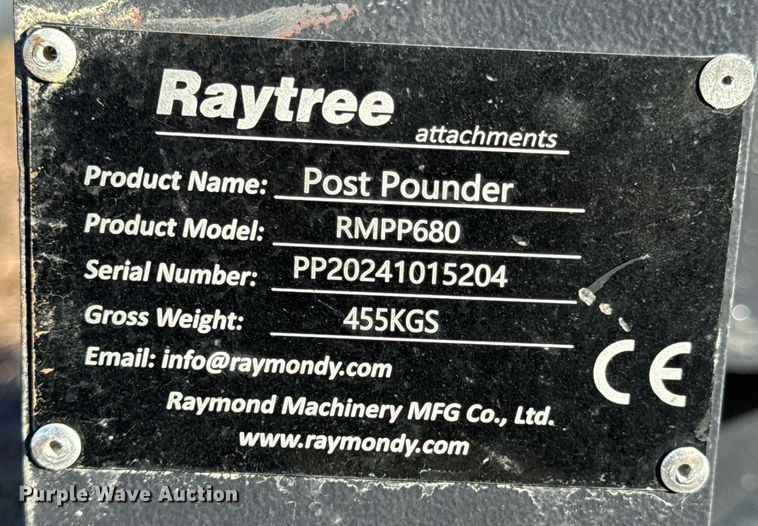 Raytree
attachments
Product Name: Post Pounder
Product Model: RMPP680
Serial Number: PP20241015204
Gross Weight: 455KGS
Email: info@raymondy.com
CE
Raymond Machinery MFG Co., Ltd.
www.raymondy.com
Purple Wave Auction